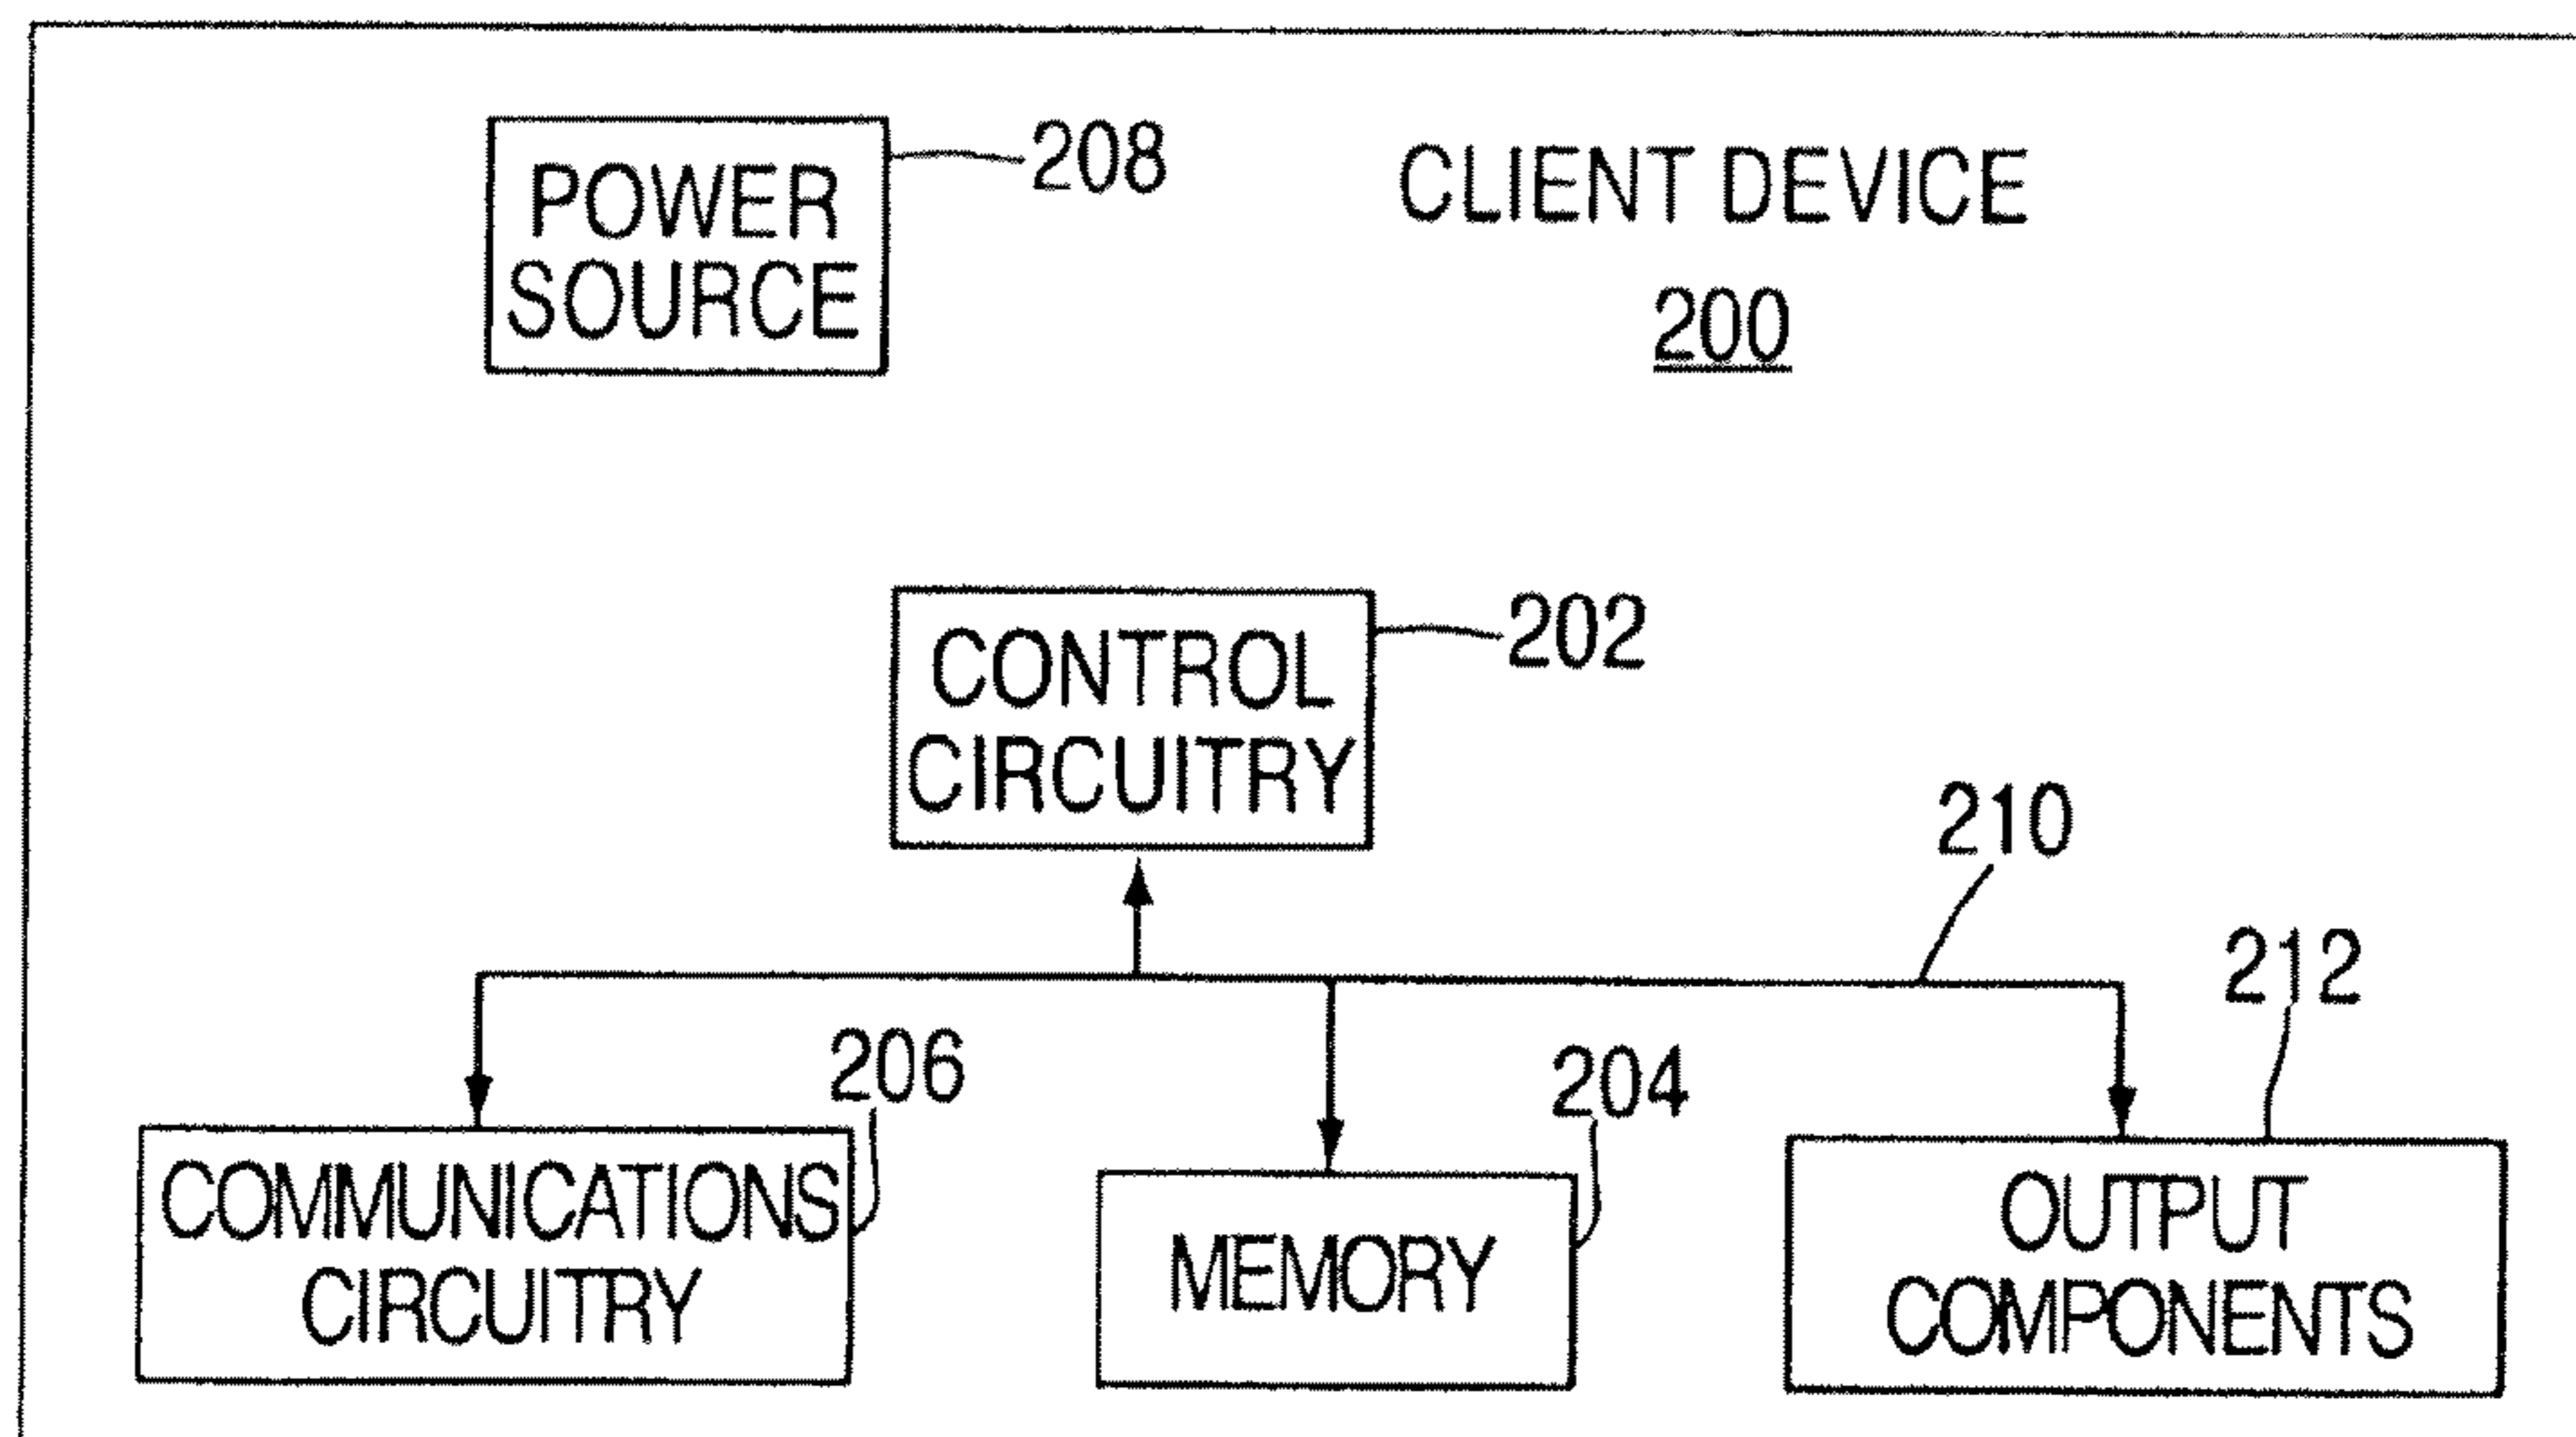 POWER
SOURCE
208
CLIENT DEVICE
200
CONTROL
CIRCUITRY
202
210
212
206
204
COMMUNICATIONS
CIRCUITRY
MEMORY
OUTPUT
COMPONENTS